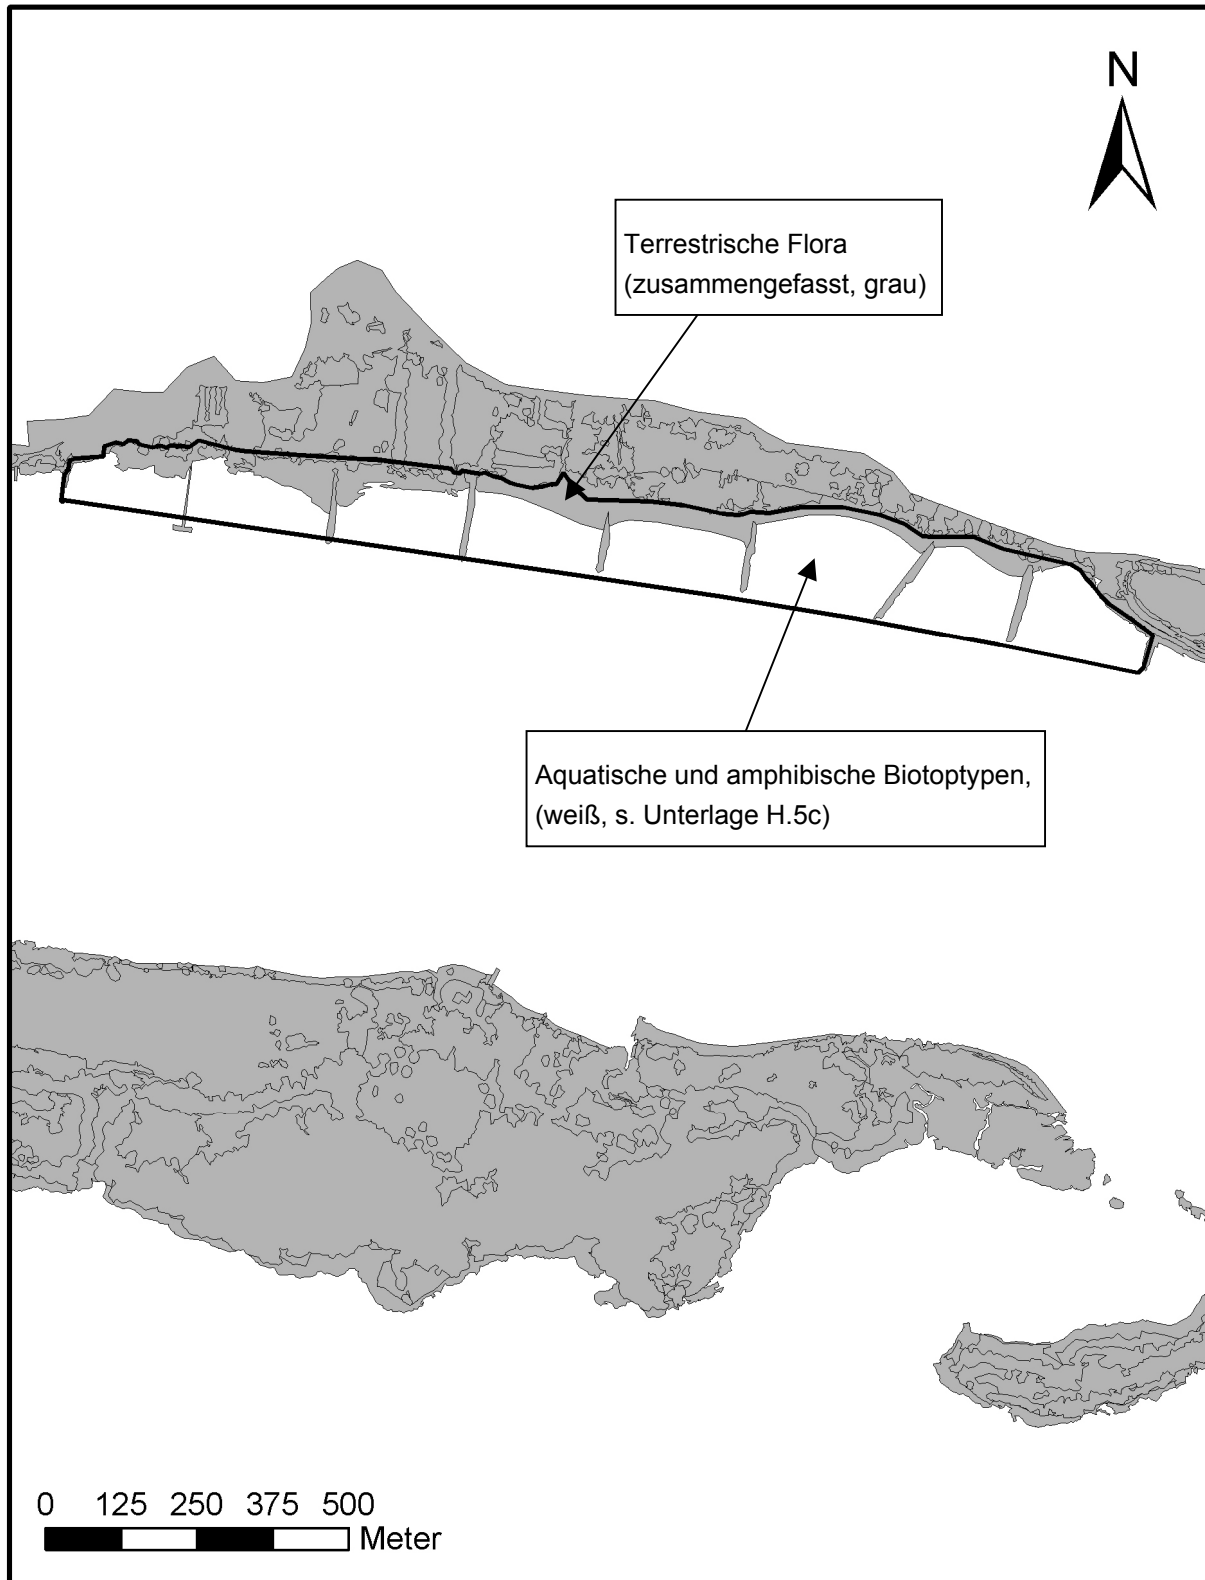 N
Terrestrische Flora
(zusammengefasst, grau)
Aquatische und amphibische Biotoptypen,
(weiß, s. Unterlage H.5c)
0 125 250 375 500
Meter